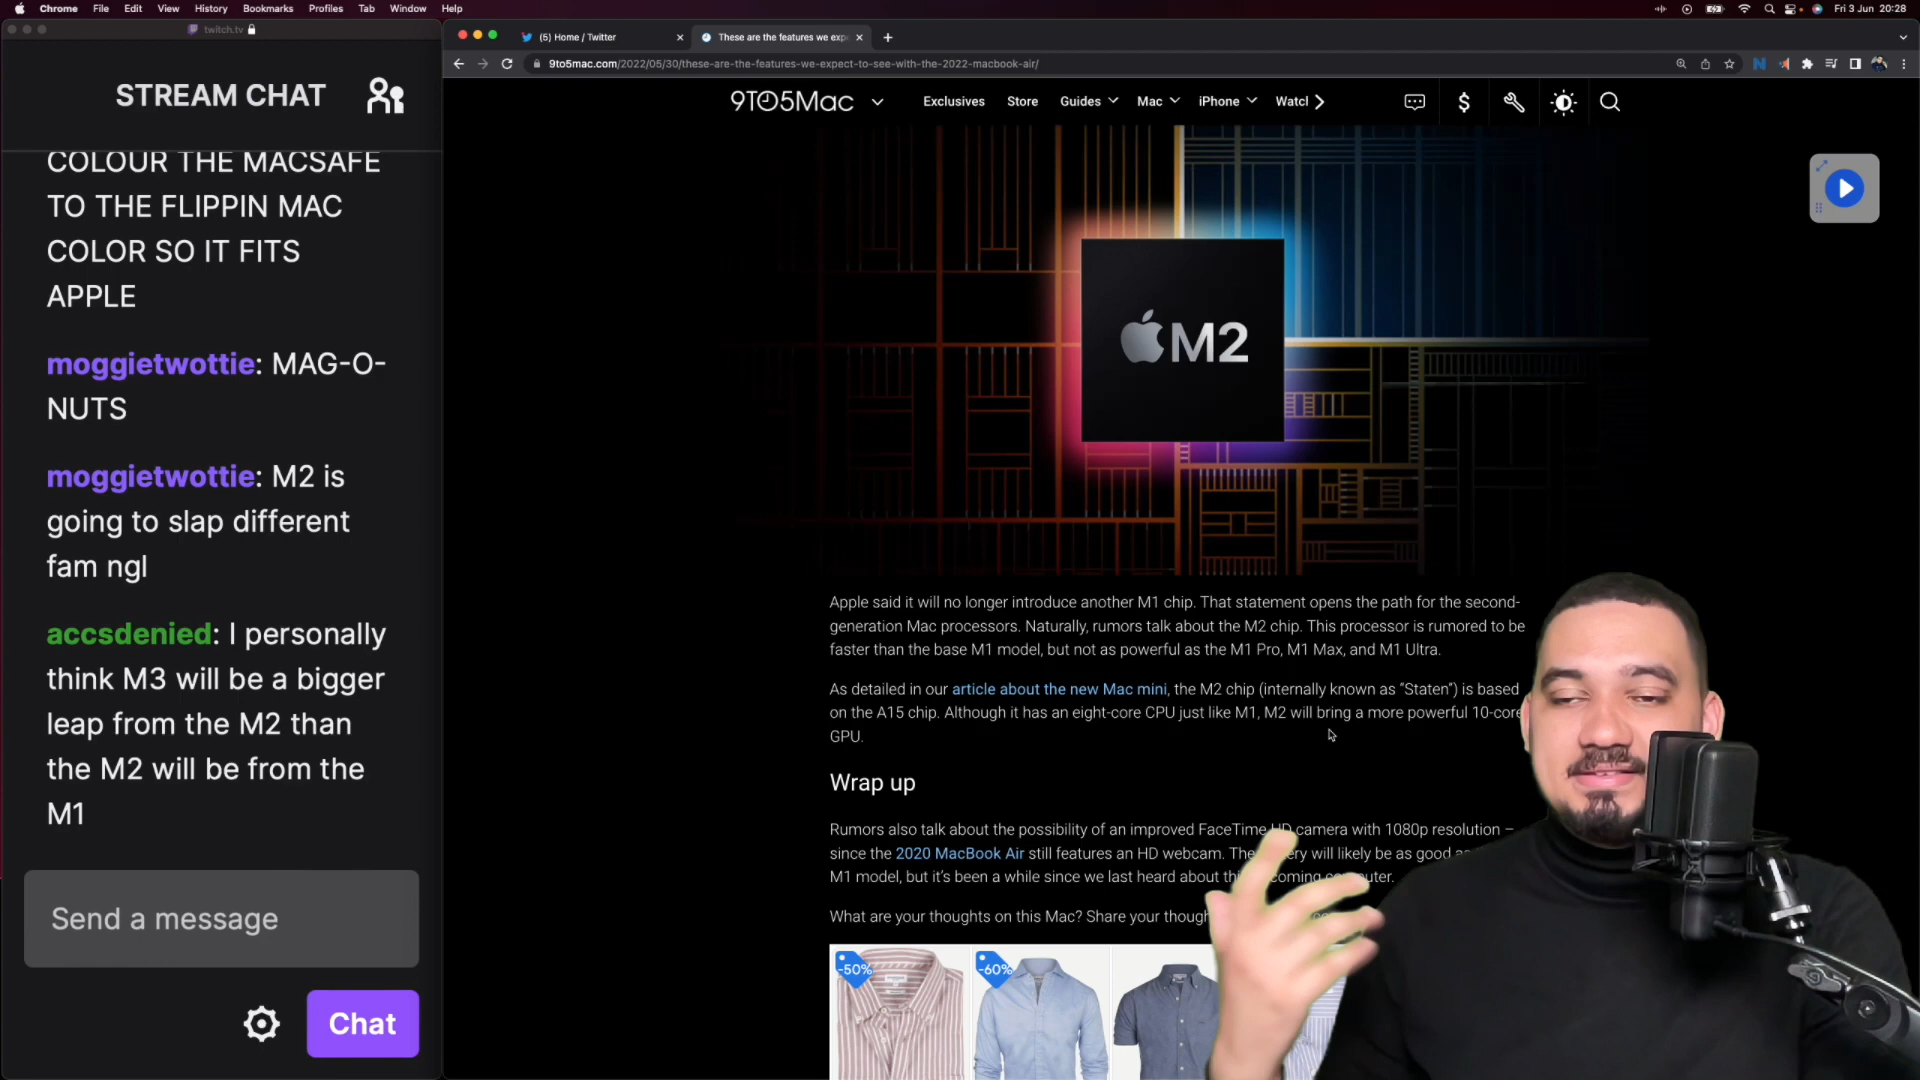 Chrome File Edit View History Bookmarks Profiles Tab Window Help
Fri 3 Jun 20:28
twitch.tv
(5) Home / Twitter
These are the features we exp
9to5mac.com/2022/05/30/these-are-the-features-we-expect-to-see-with-the-2022-macbook-air/
STREAM CHAT
COLOUR THE MACSAFE
TO THE FLIPPIN MAC
COLOR SO IT FITS
APPLE
moggietwottie: MAG-O-
NUTS
moggietwottie: M2 is
going to slap different
fam ngl
accsdenied: I personally
think M3 will be a bigger
leap from the M2 than
the M2 will be from the
M1
Send a message
Chat
9TO5Mac Exclusives Store Guides Mac iPhone Watcl
M2
Apple said it will no longer introduce another M1 chip. That statement opens the path for the second-
generation Mac processors. Naturally, rumors talk about the M2 chip. This processor is rumored to be
faster than the base M1 model, but not as powerful as the M1 Pro, M1 Max, and M1 Ultra.
As detailed in our article about the new Mac mini, the M2 chip (internally known as “Staten”) is based
on the A15 chip. Although it has an eight-core CPU just like M1, M2 will bring a more powerful 10-core
GPU.
Wrap up
Rumors also talk about the possibility of an improved FaceTime HD camera with 1080p resolution –
since the 2020 MacBook Air still features an HD webcam. The will likely be as good as
M1 model, but it's been a while since we last heard about
What are your thoughts on this Mac? Share your
-50%
-60%